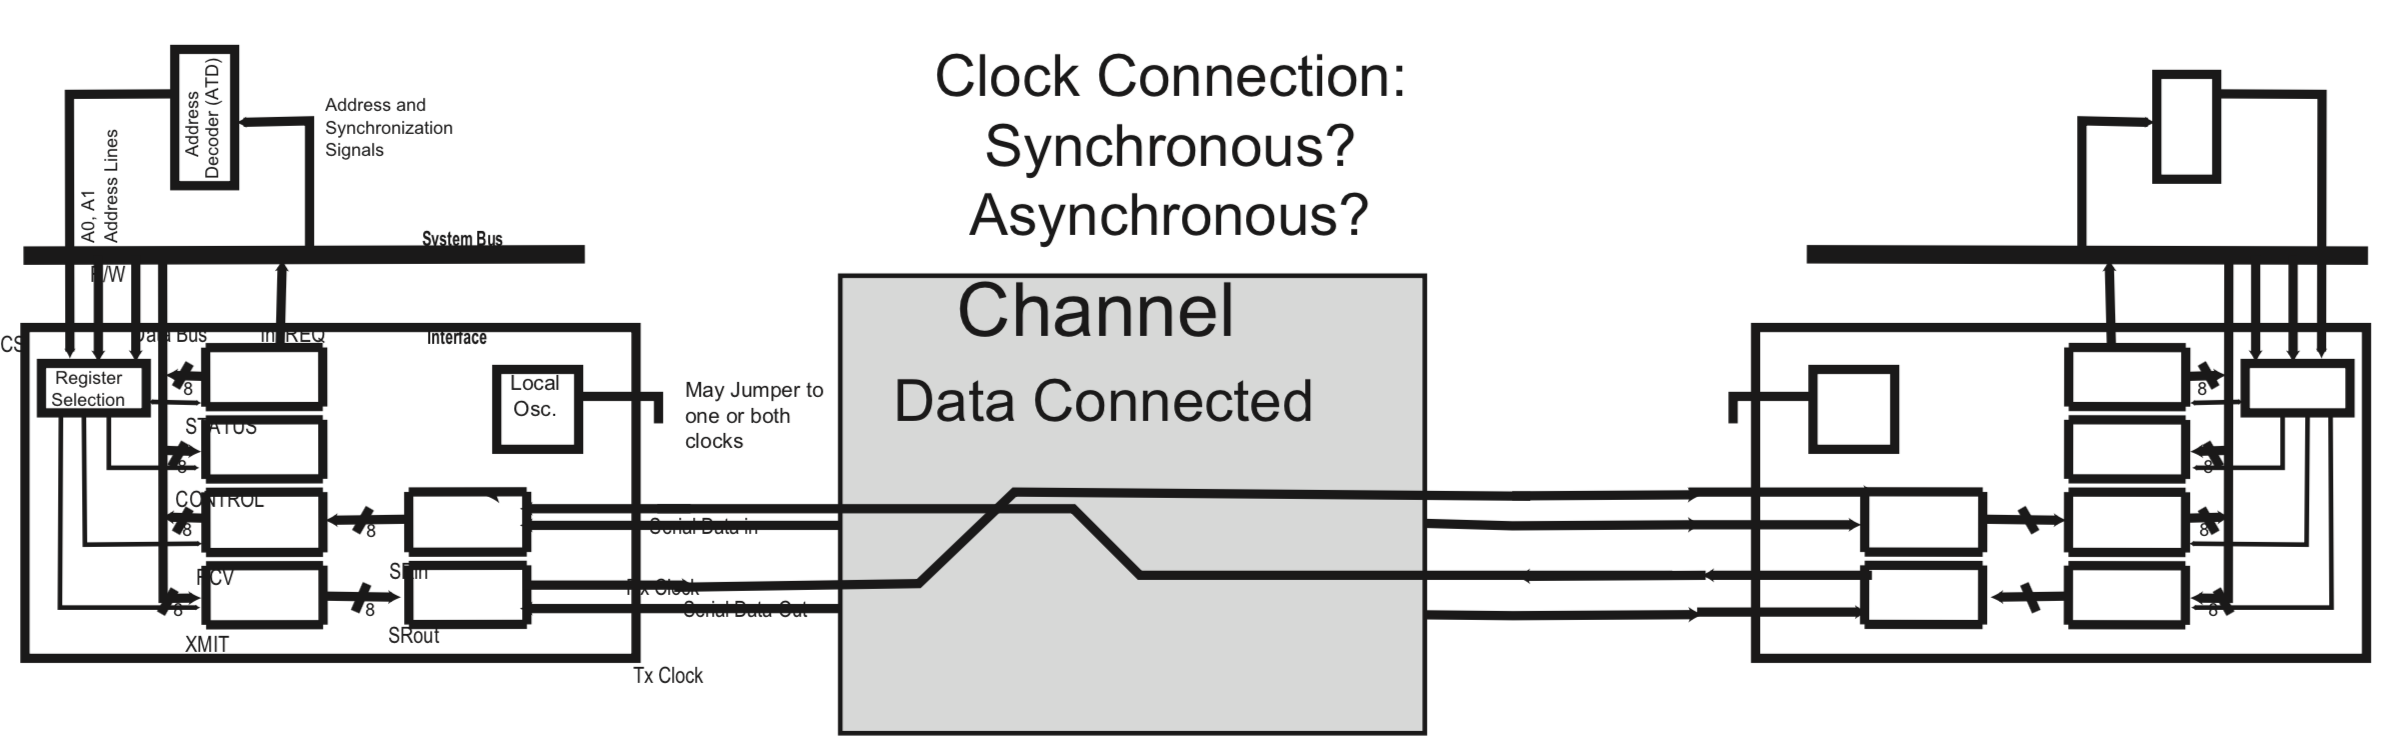 Clock Connection:
Synchronous?
Asynchronous?
Address
Decoder (ATD)
Address and
Synchronization
Signals
A0, A1
Address Lines
System Bus
R/W
Channel
Data Connected
CS
Data Bus
IntREQ
Interface
Register
Selection
8
Local
Osc.
May Jumper to
one or both
clocks
STATUS
8
CONTROL
8
8
Serial Data in
RCV
SRin
Rx Clock
8
8
Serial Data Out
XMIT
SRout
Tx Clock
8
8
8
8